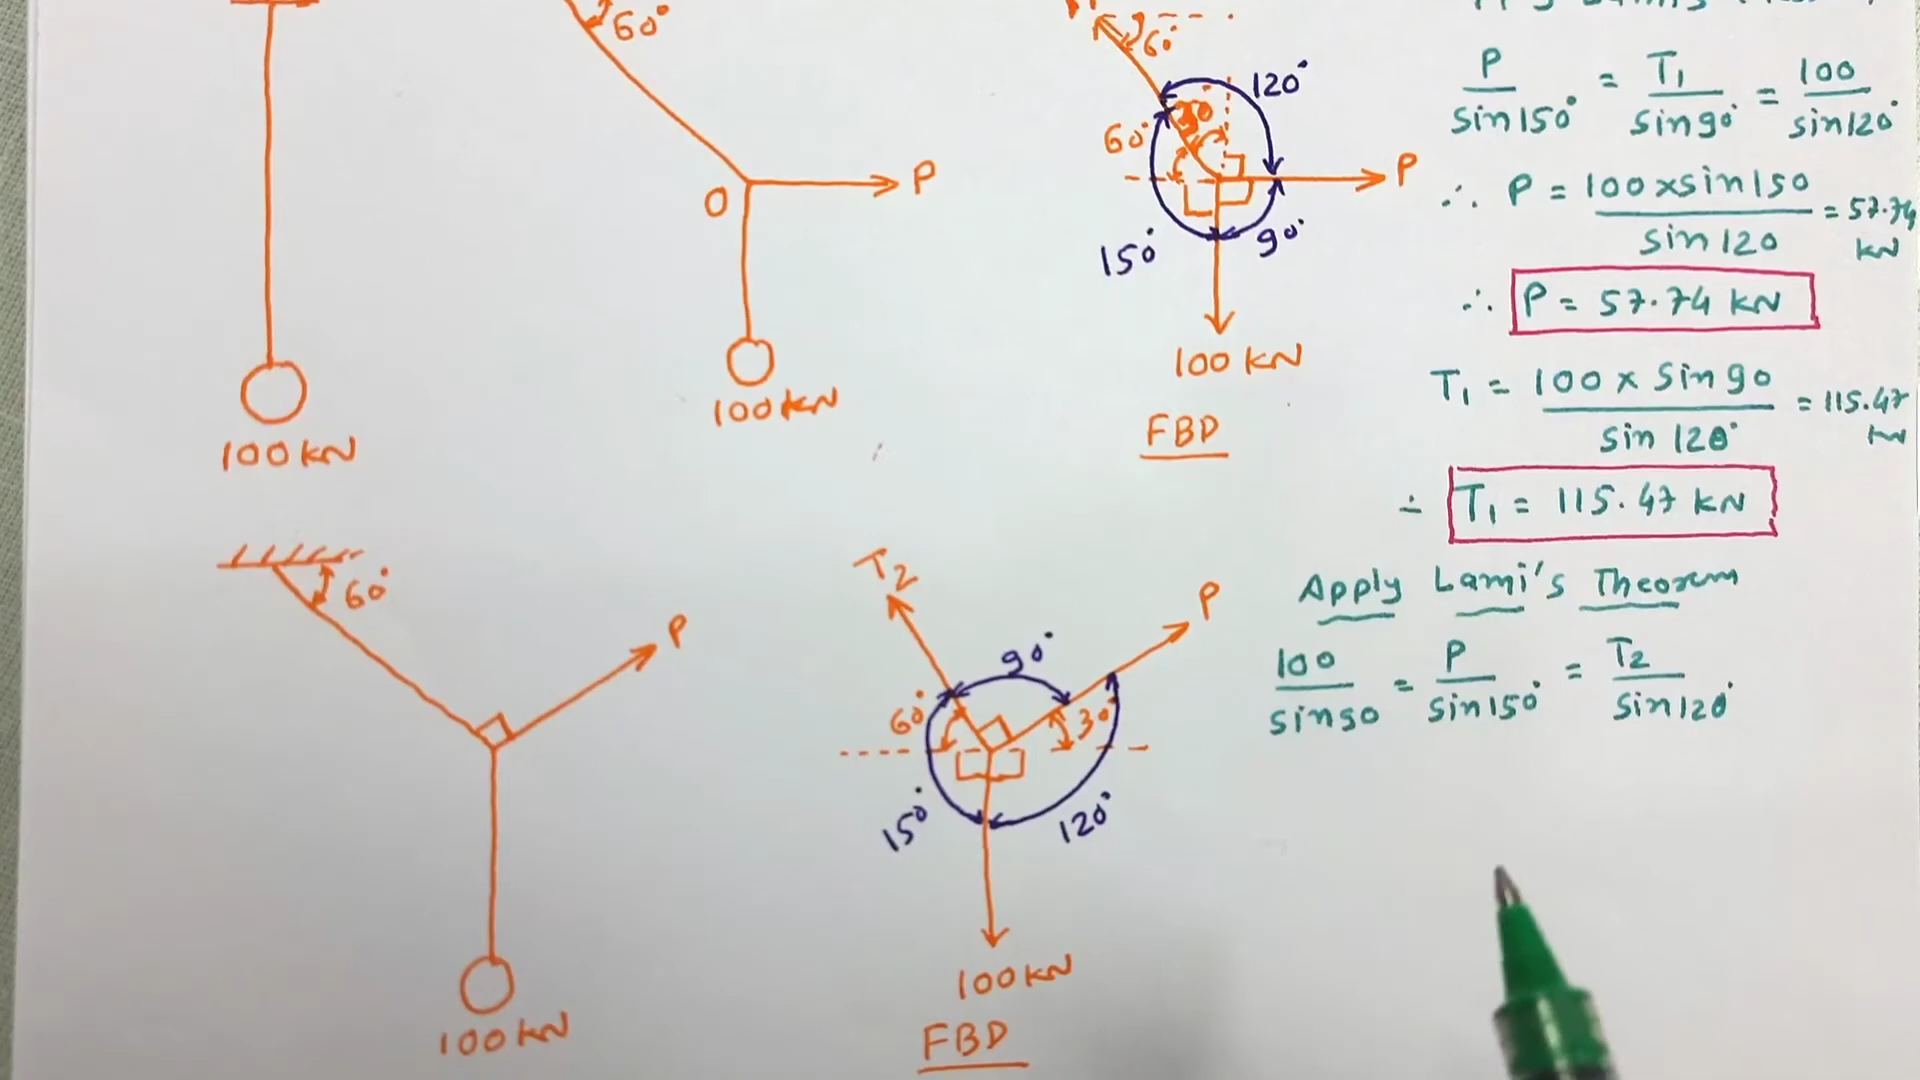 60°
60°
120°
P/sin150° = T1/sin90° = 100/sin120°
60°
30
P
P
O
∴ P = 100×sin150/sin120 = 57.74 kN
150°
90°
∴ P = 57.74 kN
100 kN
100 kN
100 kN
FBD
T1 = 100 × sin90/sin 120° = 115.47 kN
∴ T1 = 115.47 kN
60°
P
T2
P
Apply Lami's Theorem
90°
60°
30°
100/sin90 = P/sin150° = T2/sin120°
150°
120°
100 kN
100 kN
FBD